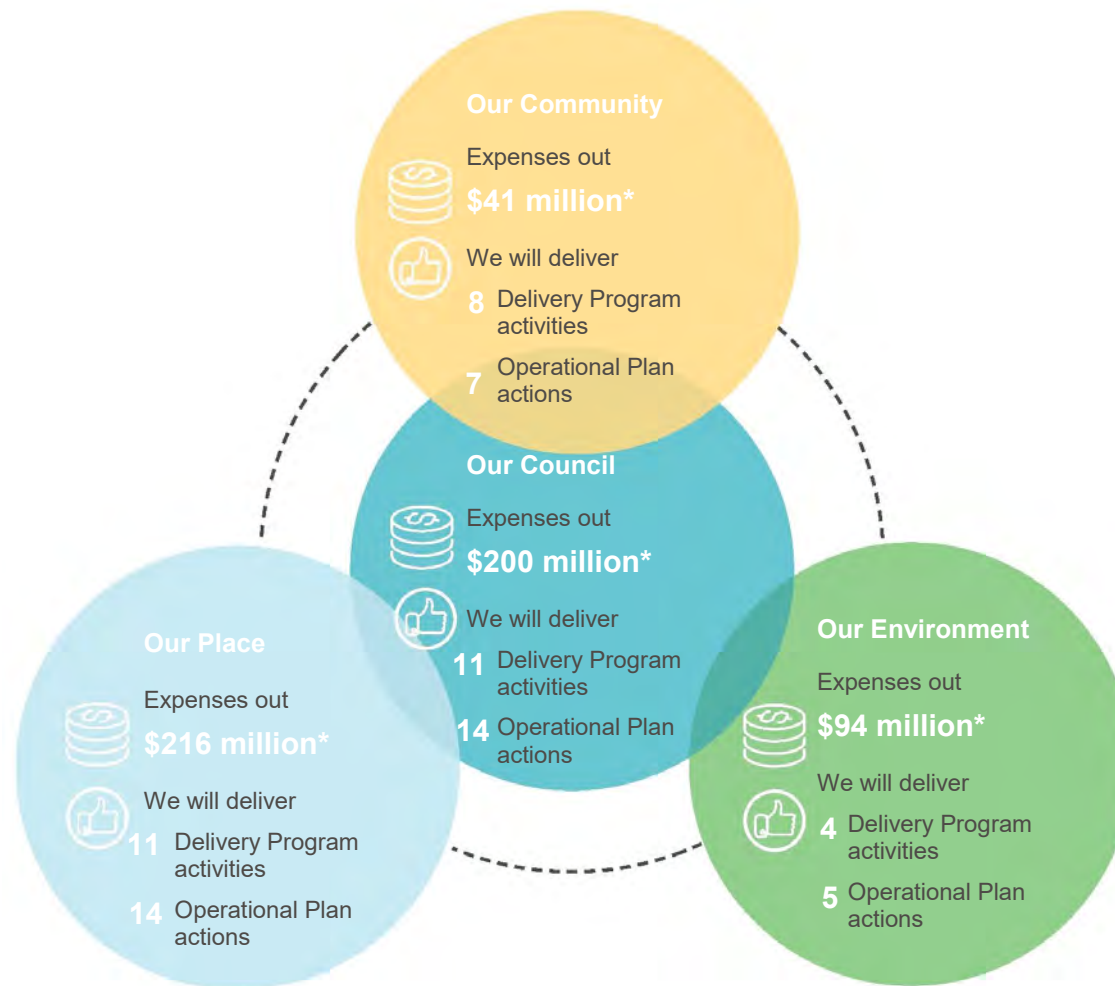 Our Community
Expenses out
$41 million*
We will deliver
8 Delivery Program
activities
7 Operational Plan
actions
Our Council
Expenses out
$200 million*
We will deliver
11 Delivery Program
activities
14 Operational Plan
actions
Our Place
Expenses out
$216 million*
We will deliver
11 Delivery Program
activities
14 Operational Plan
actions
Our Environment
Expenses out
$94 million*
We will deliver
4 Delivery Program
activities
5 Operational Plan
actions